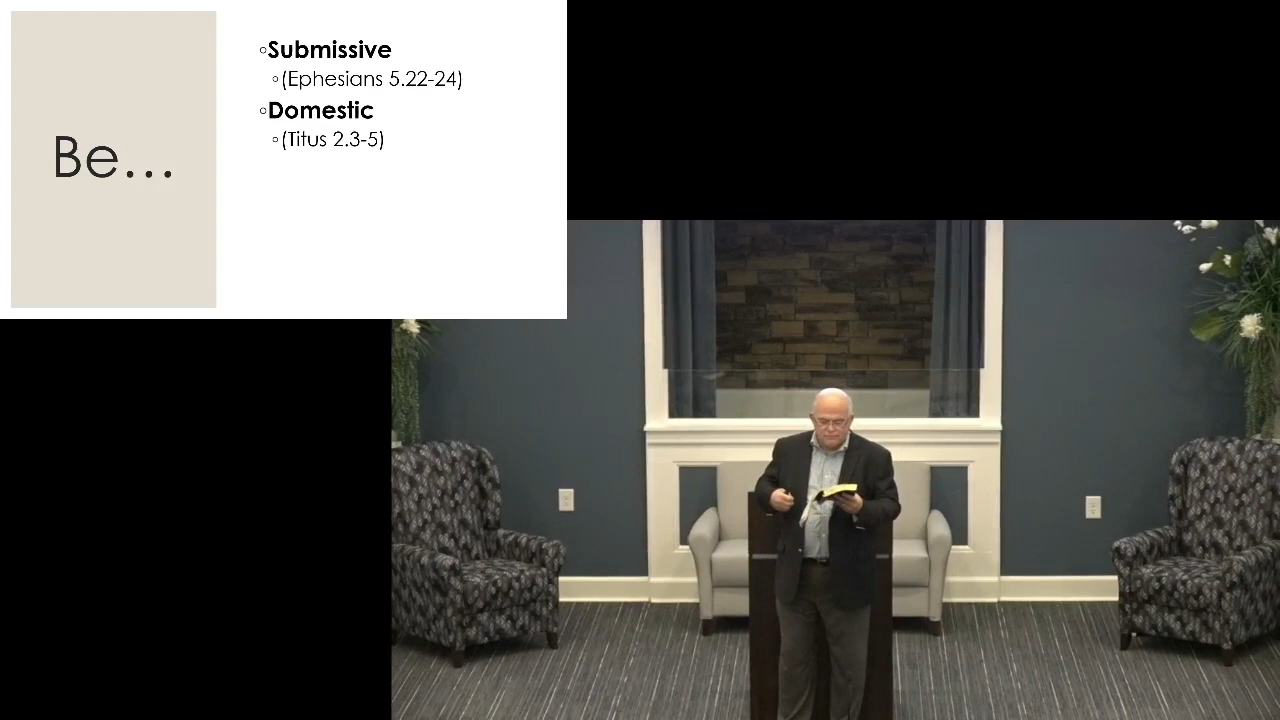 Be...
◦Submissive
◦(Ephesians 5.22-24)
◦Domestic
◦(Titus 2.3-5)